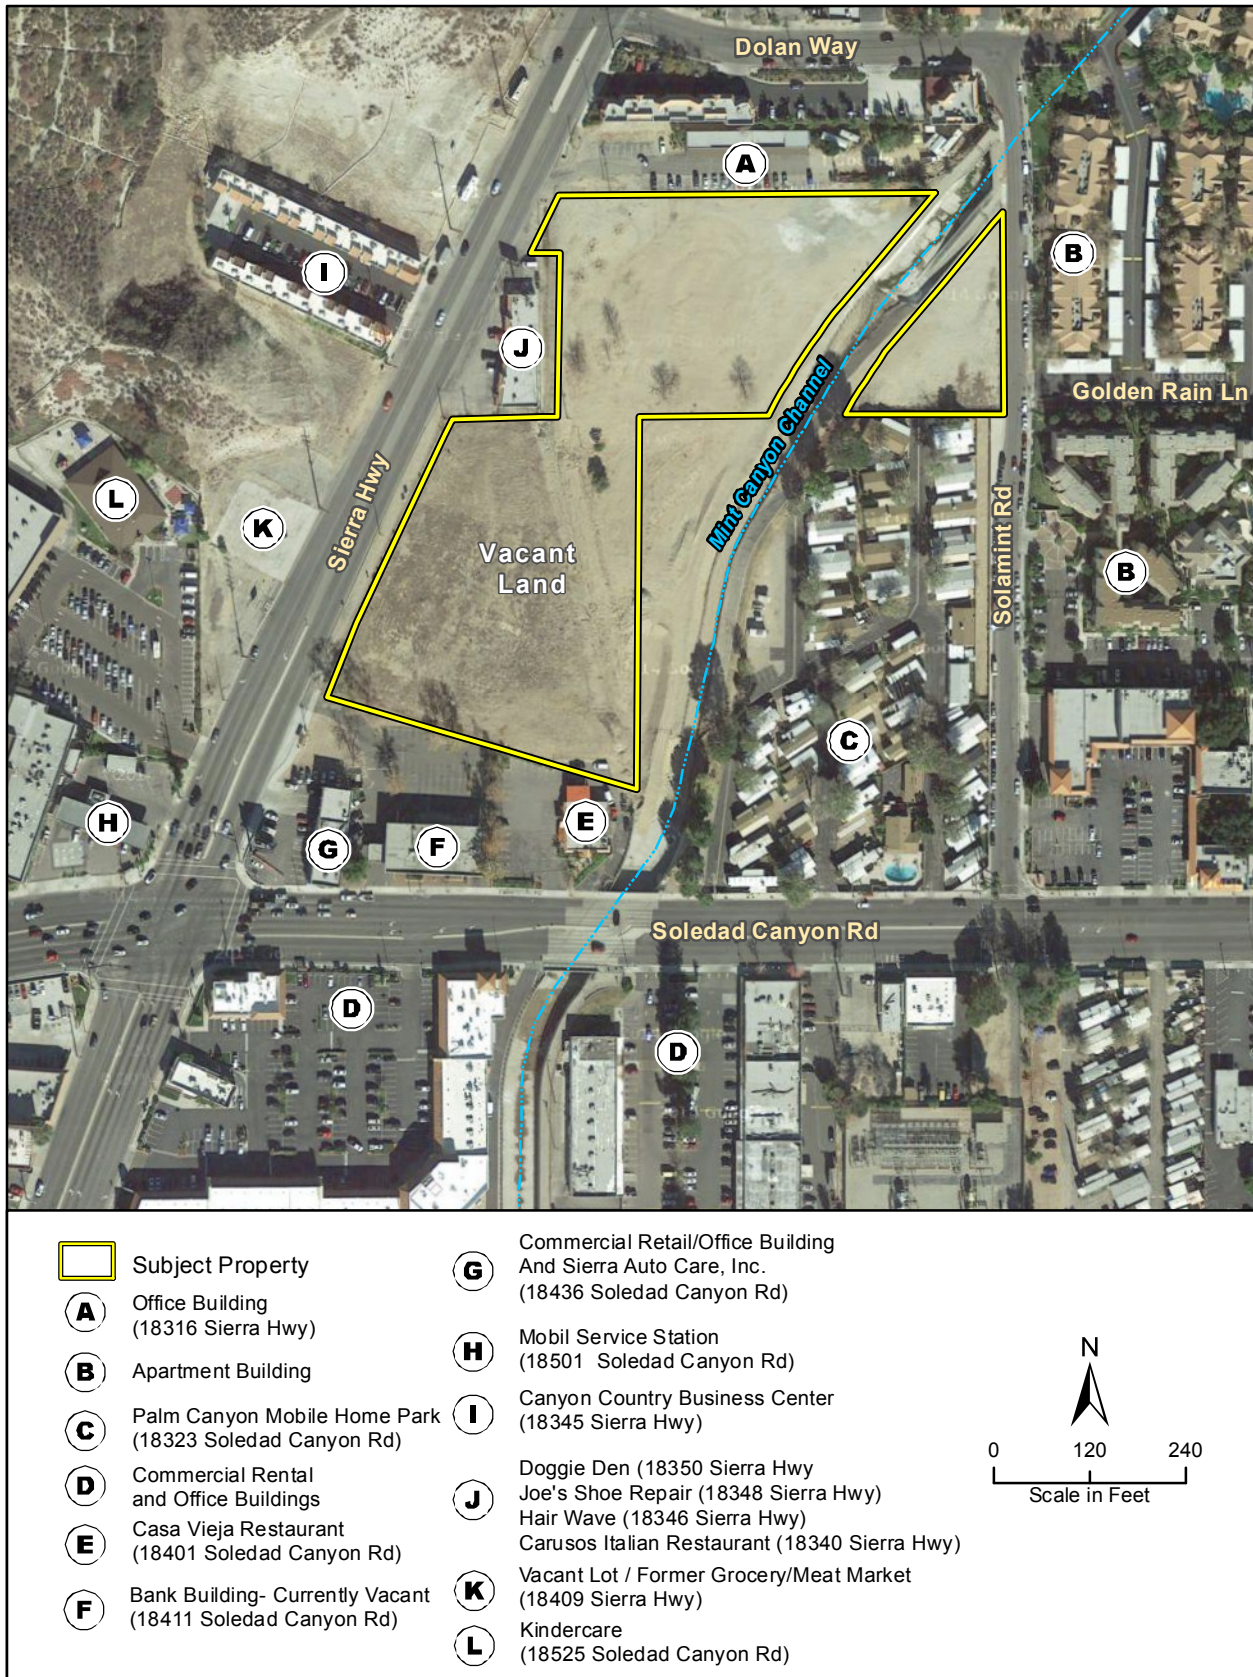 Dolan Way
A
B
I
J
Golden Rain Ln
Mint Canyon Channel
L
K
Sierra Hwy
Vacant
Land
Solamint Rd
B
C
H
G
F
E
Soledad Canyon Rd
D
D
Subject Property
A
Office Building
(18316 Sierra Hwy)
B
Apartment Building
C
Palm Canyon Mobile Home Park
(18323 Soledad Canyon Rd)
D
Commercial Rental
and Office Buildings
E
Casa Vieja Restaurant
(18401 Soledad Canyon Rd)
F
Bank Building- Currently Vacant
(18411 Soledad Canyon Rd)
G
Commercial Retail/Office Building
And Sierra Auto Care, Inc.
(18436 Soledad Canyon Rd)
H
Mobil Service Station
(18501 Soledad Canyon Rd)
I
Canyon Country Business Center
(18345 Sierra Hwy)
J
Doggie Den (18350 Sierra Hwy
Joe's Shoe Repair (18348 Sierra Hwy)
Hair Wave (18346 Sierra Hwy)
Carusos Italian Restaurant (18340 Sierra Hwy)
K
Vacant Lot / Former Grocery/Meat Market
(18409 Sierra Hwy)
L
Kindercare
(18525 Soledad Canyon Rd)
N
0 120 240
Scale in Feet